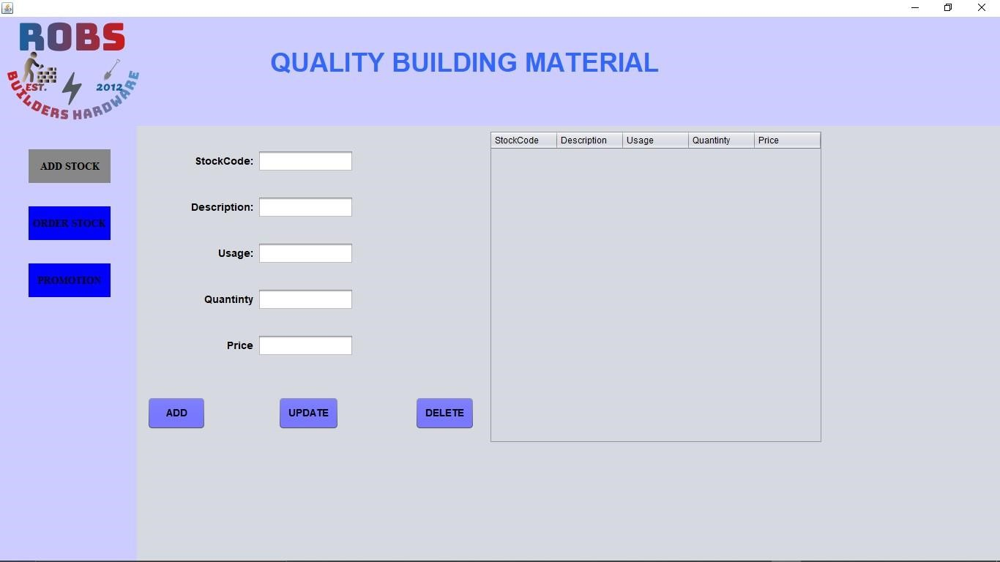 ROBS
EST. 2012
BUILDERS HARDWARE
QUALITY BUILDING MATERIAL
ADD STOCK
ORDER STOCK
PROMOTION
StockCode:
Description:
Usage:
Quantinty
Price
ADD UPDATE DELETE
StockCode Description Usage Quantinty Price